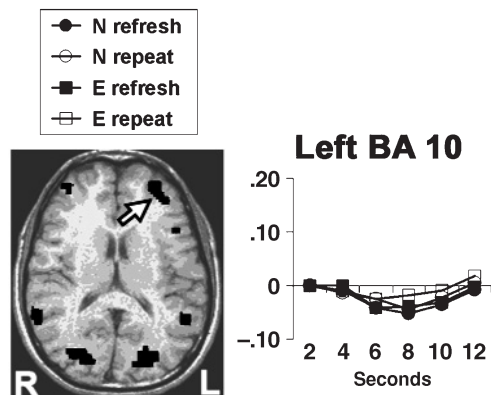 N refresh
N repeat
E refresh
E repeat
Left BA 10
.20
.10
0
-.10
2 4 6 8 10 12
Seconds
R L